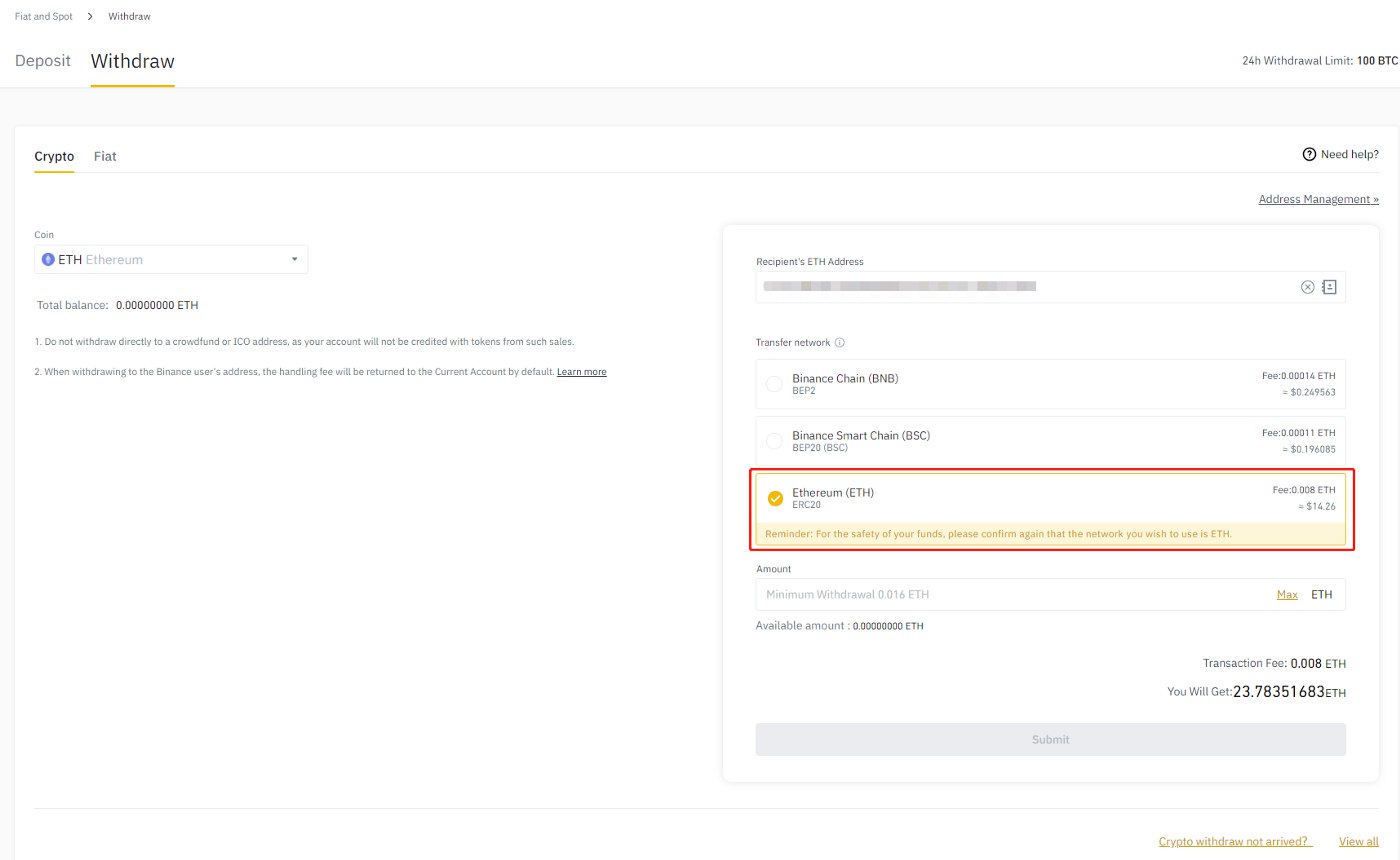 Fiat and Spot > Withdraw
Deposit Withdraw
24h Withdrawal Limit: 100 BTC
Crypto Fiat
Need help?
Address Management »
Coin
ETH Ethereum
Total balance: 0.00000000 ETH
1. Do not withdraw directly to a crowdfund or ICO address, as your account will not be credited with tokens from such sales.
2. When withdrawing to the Binance user's address, the handling fee will be returned to the Current Account by default. Learn more
Recipient's ETH Address
Transfer network
Binance Chain (BNB)
BEP2
Fee:0.00014 ETH
≈ $0.249563
Binance Smart Chain (BSC)
BEP20 (BSC)
Fee:0.00011 ETH
≈ $0.196085
Ethereum (ETH)
ERC20
Fee:0.008 ETH
≈ $14.26
Reminder: For the safety of your funds, please confirm again that the network you wish to use is ETH.
Amount
Minimum Withdrawal 0.016 ETH
Max ETH
Available amount : 0.00000000 ETH
Transaction Fee: 0.008 ETH
You Will Get:23.78351683ETH
Submit
Crypto withdraw not arrived? View all